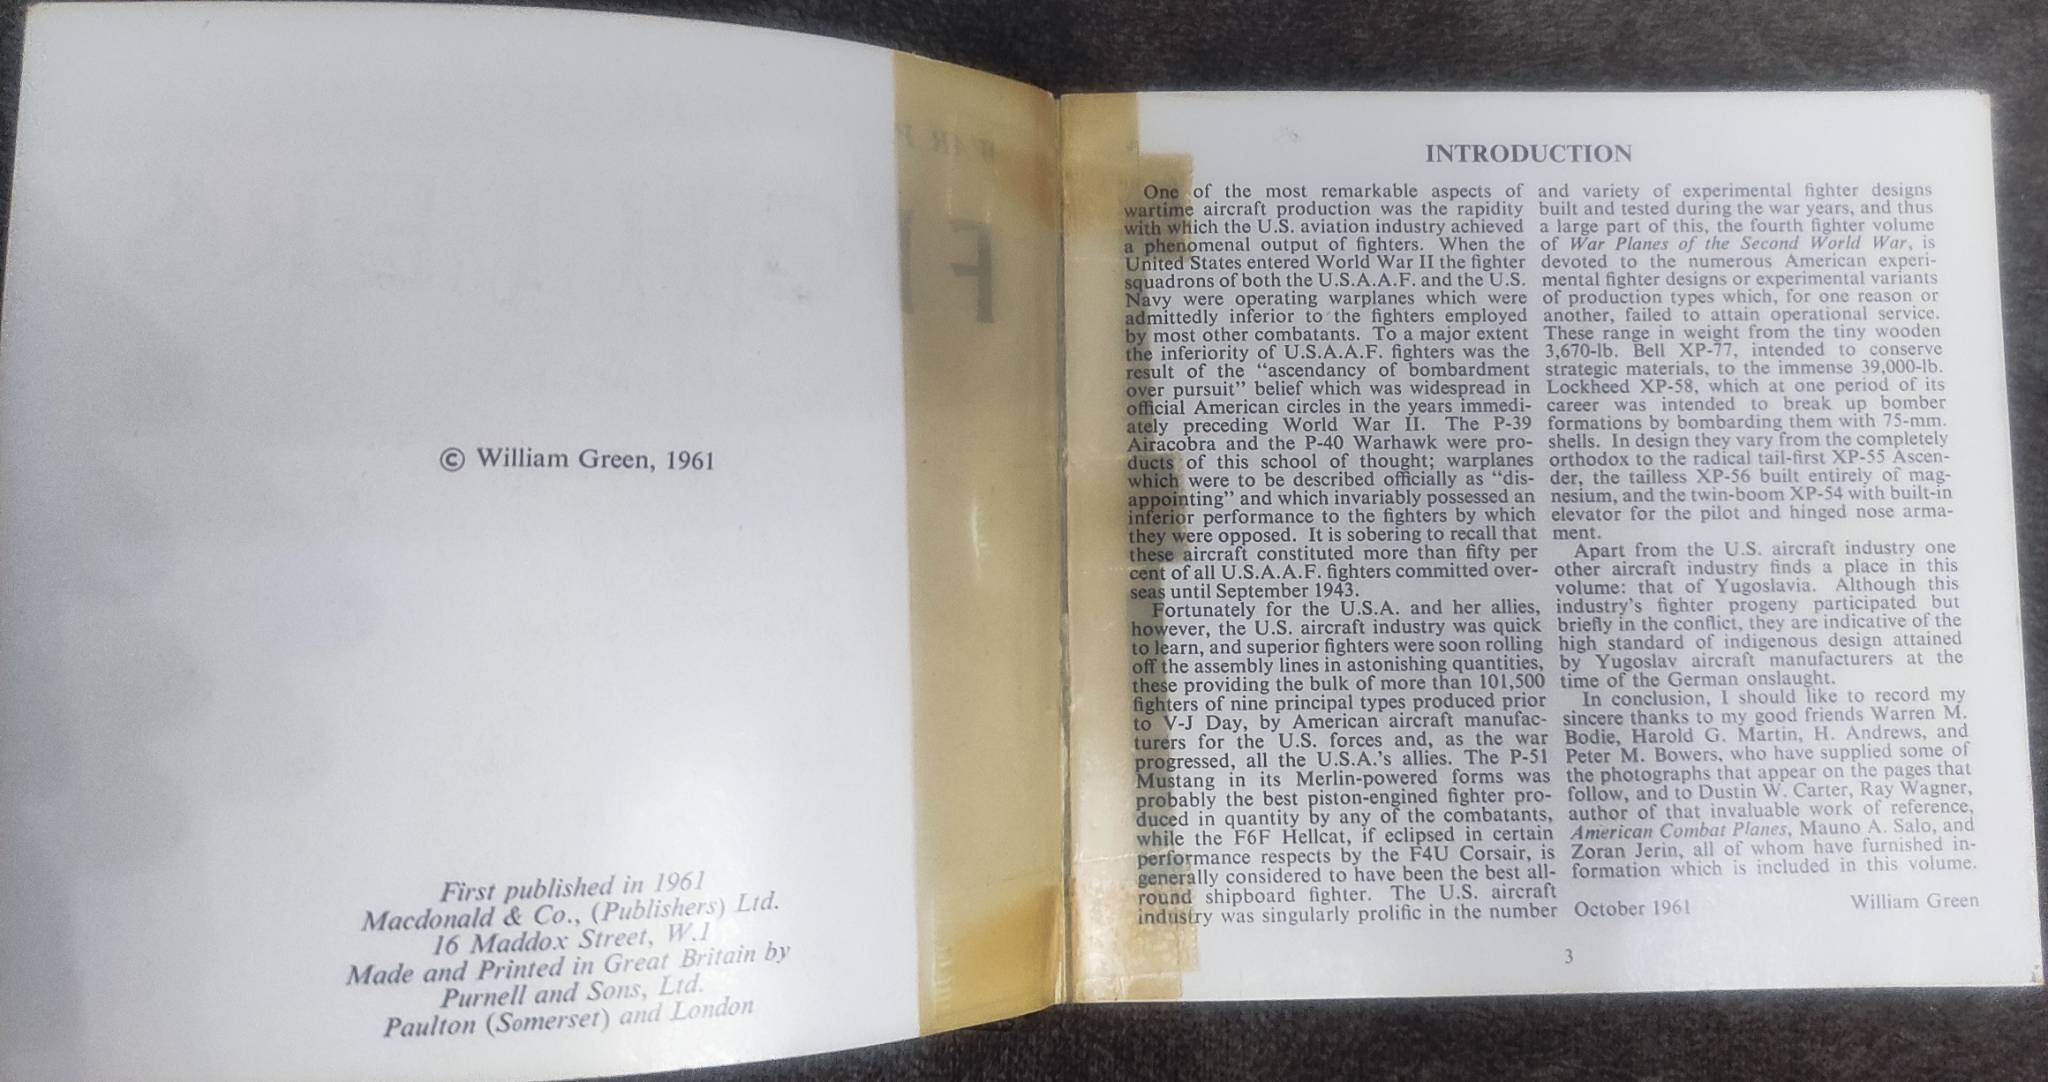 © William Green, 1961
First published in 1961
Macdonald & Co., (Publishers) Ltd.
16 Maddox Street, W.1
Made and Printed in Great Britain by
Purnell and Sons, Ltd.
Paulton (Somerset) and London
INTRODUCTION
One of the most remarkable aspects of
wartime aircraft production was the rapidity
with which the U.S. aviation industry achieved
a phenomenal output of fighters. When the
United States entered World War II the fighter
squadrons of both the U.S.A.A.F. and the U.S.
Navy were operating warplanes which were
admittedly inferior to the fighters employed
by most other combatants. To a major extent
the inferiority of U.S.A.A.F. fighters was the
result of the "ascendancy of bombardment
over pursuit" belief which was widespread in
official American circles in the years immedi-
ately preceding World War II. The P-39
Airacobra and the P-40 Warhawk were pro-
ducts of this school of thought; warplanes
which were to be described officially as "dis-
appointing" and which invariably possessed an
inferior performance to the fighters by which
they were opposed. It is sobering to recall that
these aircraft constituted more than fifty per
cent of all U.S.A.A.F. fighters committed over-
seas until September 1943.
Fortunately for the U.S.A. and her allies,
however, the U.S. aircraft industry was quick
to learn, and superior fighters were soon rolling
off the assembly lines in astonishing quantities,
these providing the bulk of more than 101,500
fighters of nine principal types produced prior
to V-J Day, by American aircraft manufac-
turers for the U.S. forces and, as the war
progressed, all the U.S.A.'s allies. The P-51
Mustang in its Merlin-powered forms was
probably the best piston-engined fighter pro-
duced in quantity by any of the combatants,
while the F6F Hellcat, if eclipsed in certain
performance respects by the F4U Corsair, is
generally considered to have been the best all-
round shipboard fighter. The U.S. aircraft
industry was singularly prolific in the number
and variety of experimental fighter designs
built and tested during the war years, and thus
a large part of this, the fourth fighter volume
of War Planes of the Second World War, is
devoted to the numerous American experi-
mental fighter designs or experimental variants
of production types which, for one reason or
another, failed to attain operational service.
These range in weight from the tiny wooden
3,670-lb. Bell XP-77, intended to conserve
strategic materials, to the immense 39,000-lb.
Lockheed XP-58, which at one period of its
career was intended to break up bomber
formations by bombarding them with 75-mm.
shells. In design they vary from the completely
orthodox to the radical tail-first XP-55 Ascen-
der, the tailless XP-56 built entirely of mag-
nesium, and the twin-boom XP-54 with built-in
elevator for the pilot and hinged nose arma-
ment.
Apart from the U.S. aircraft industry one
other aircraft industry finds a place in this
volume: that of Yugoslavia. Although this
industry's fighter progeny participated but
briefly in the conflict, they are indicative of the
high standard of indigenous design attained
by Yugoslav aircraft manufacturers at the
time of the German onslaught.
In conclusion, I should like to record my
sincere thanks to my good friends Warren M.
Bodie, Harold G. Martin, H. Andrews, and
Peter M. Bowers, who have supplied some of
the photographs that appear on the pages that
follow, and to Dustin W. Carter, Ray Wagner,
author of that invaluable work of reference,
American Combat Planes, Mauno A. Salo, and
Zoran Jerin, all of whom have furnished in-
formation which is included in this volume.
October 1961 William Green
3